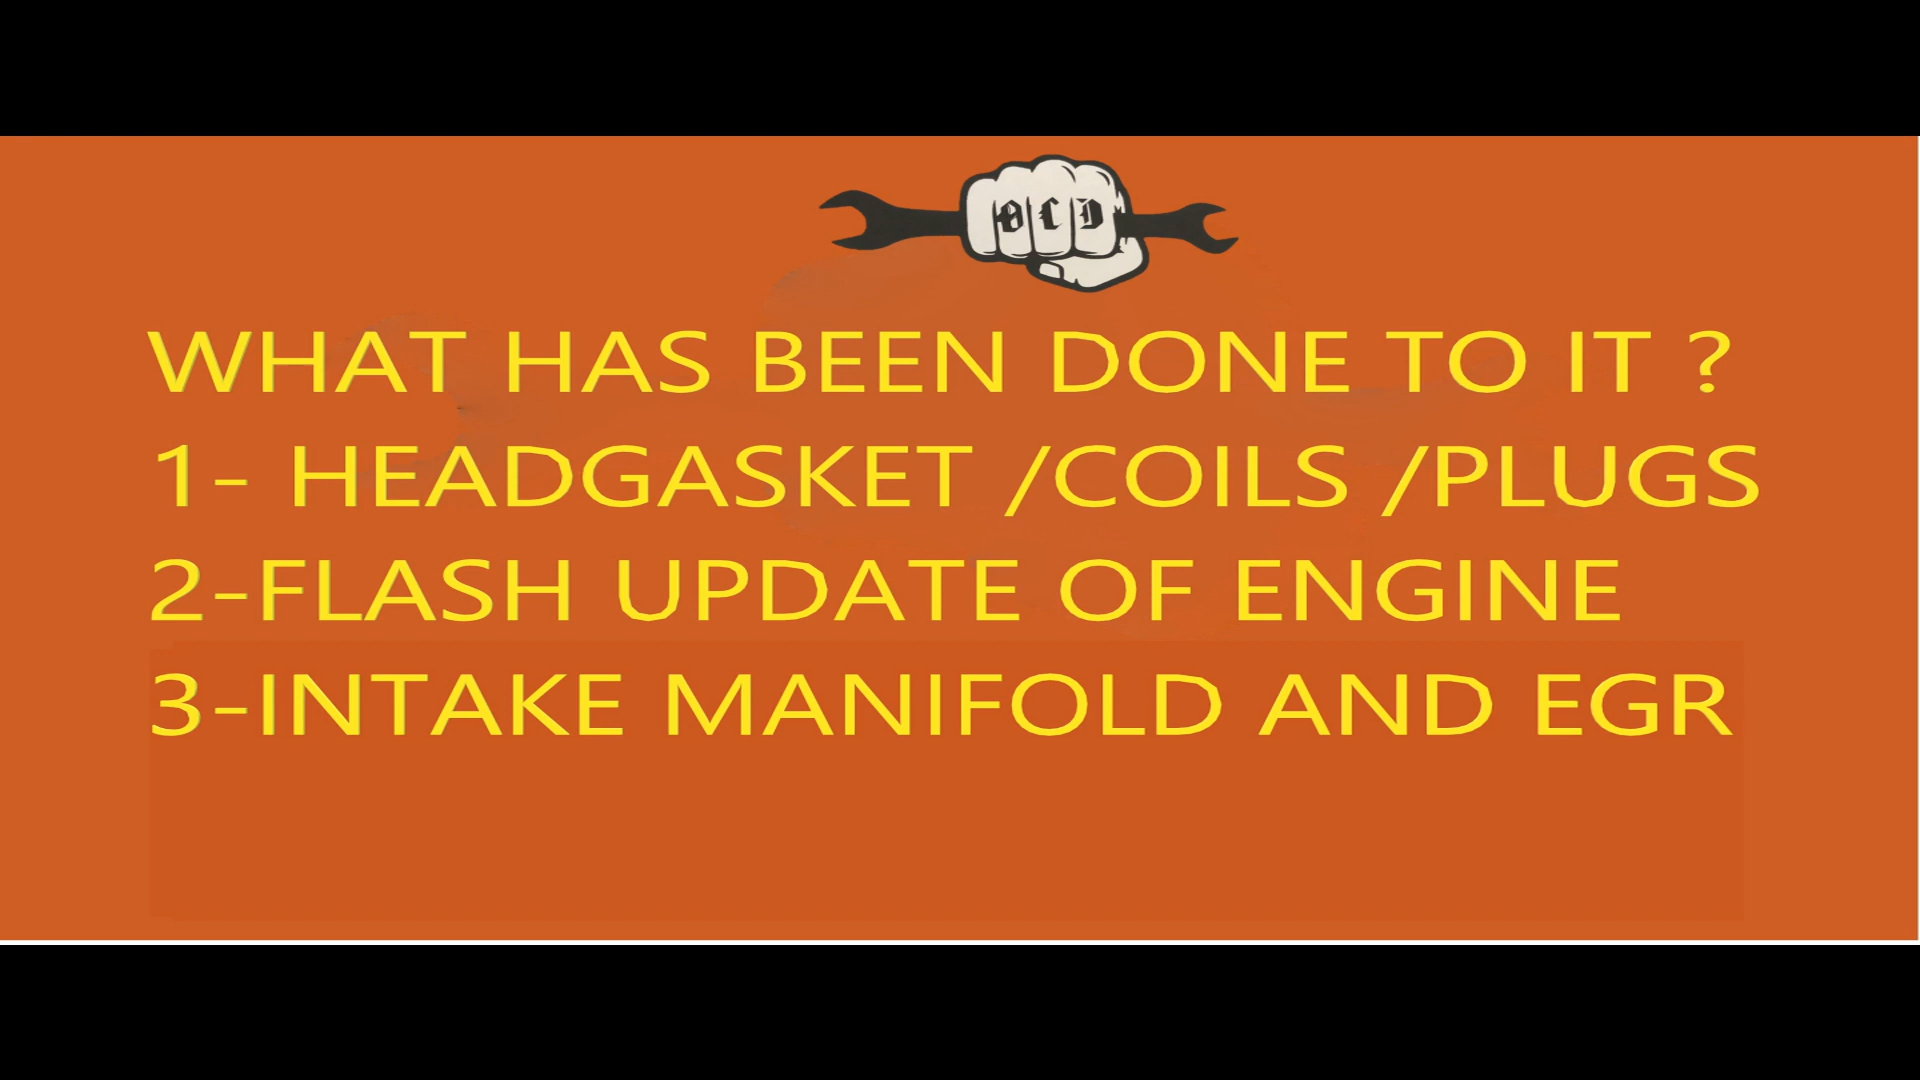 OCD
WHAT HAS BEEN DONE TO IT ?
1- HEADGASKET /COILS /PLUGS
2-FLASH UPDATE OF ENGINE
3-INTAKE MANIFOLD AND EGR